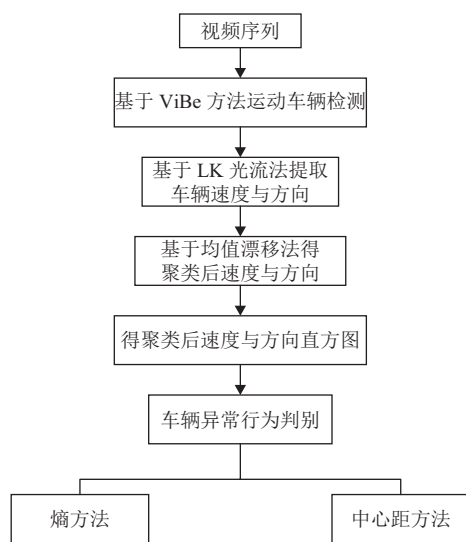 视频序列
基于 ViBe 方法运动车辆检测
基于 LK 光流法提取
车辆速度与方向
基于均值漂移法得
聚类后速度与方向
得聚类后速度与方向直方图
车辆异常行为判别
熵方法
中心距方法